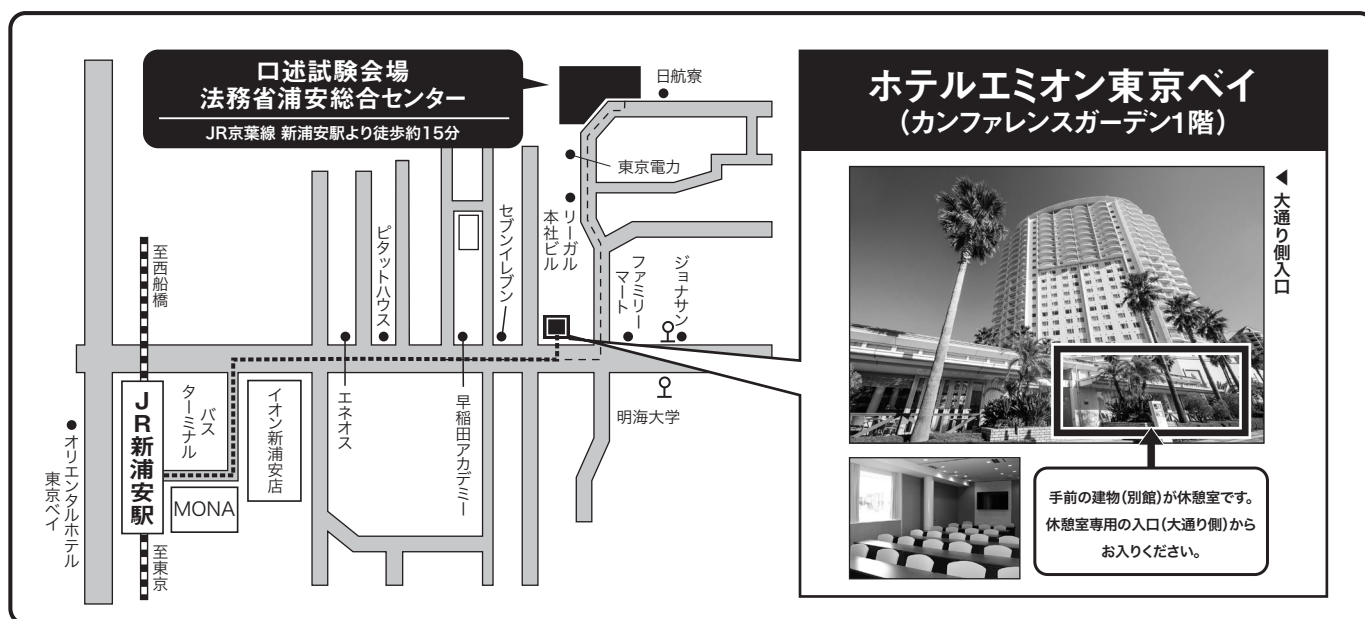 口述試験会場
法務省浦安総合センター
JR京葉線 新浦安駅より徒歩約15分
日航寮
東京電力
リーガル
本社ビル
セブンイレブン
ピタットハウス
ファミリー
マート
ジョナサン
至西船橋
JR新浦安駅
バス
ターミナル
イオン新浦安店
エネオス
早稲田アカデミー
明海大学
オリエンタルホテル
東京ベイ
MONA
至東京
ホテルエミオン東京ベイ
(カンファレンスガーデン1階)
◀大通り側入口
手前の建物(別館)が休憩室です。
休憩室専用の入口(大通り側)から
お入りください。